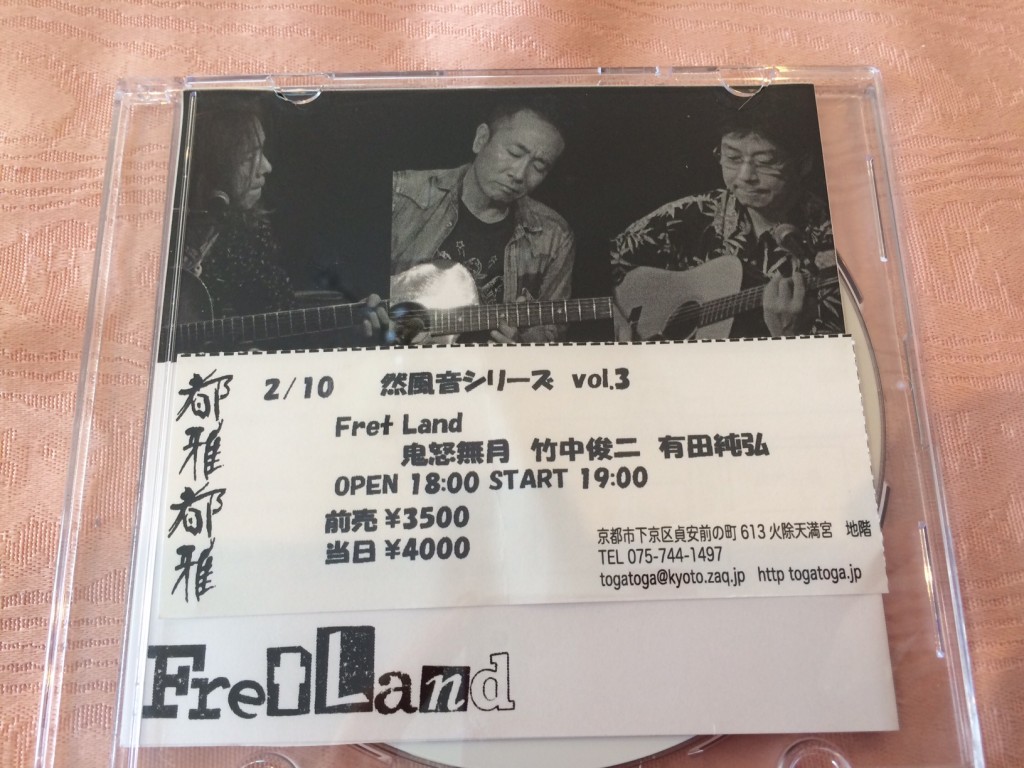 都雅都雅
2/10 然風音シリーズ vol.3
Fret Land
鬼怒無月 竹中俊二 有田純弘
OPEN 18:00 START 19:00
前売 ¥3500
当日 ¥4000
京都市下京区貞安前の町 613 火除天満宮 地階
TEL 075-744-1497
togatoga@kyoto.zaq.jp http togatoga.jp
FretLand